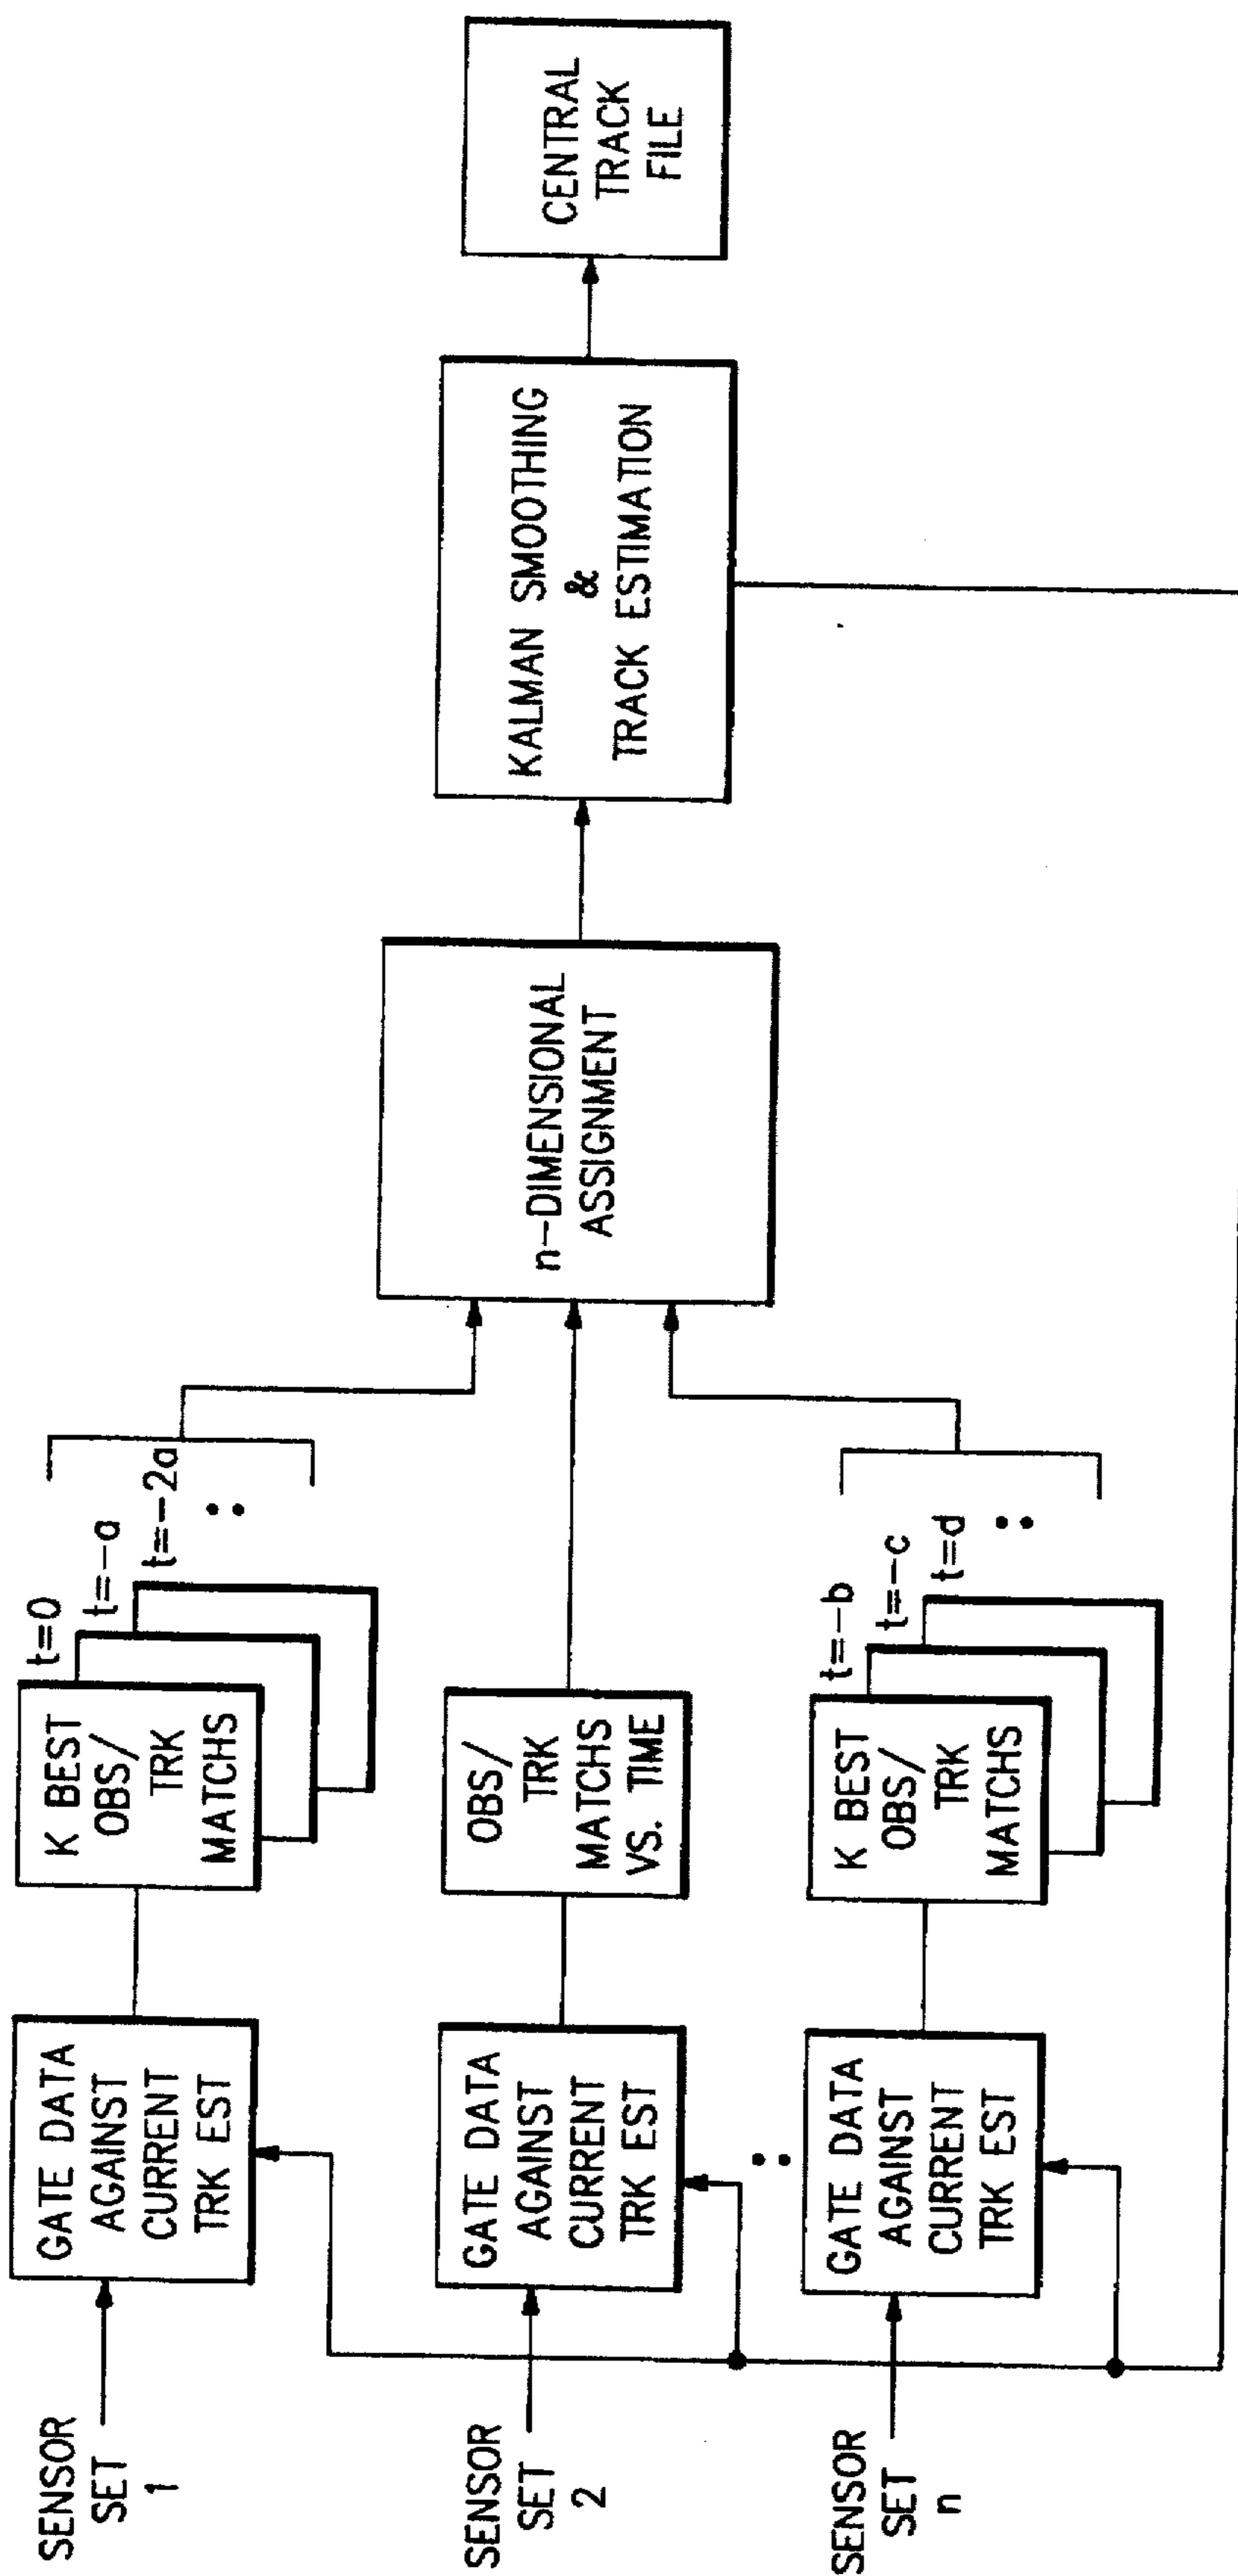 SENSOR
SET
1
GATE DATA
AGAINST
CURRENT
TRK EST
K BEST
OBS/
TRK
MATCHS
t=0
t=-a
t=-2a
SENSOR
SET
2
GATE DATA
AGAINST
CURRENT
TRK EST
OBS/
TRK
MATCHS
VS. TIME
SENSOR
SET
n
GATE DATA
AGAINST
CURRENT
TRK EST
K BEST
OBS/
TRK
MATCHS
t=-b
t=-c
t=d
n-DIMENSIONAL
ASSIGNMENT
KALMAN SMOOTHING
&
TRACK ESTIMATION
CENTRAL
TRACK
FILE